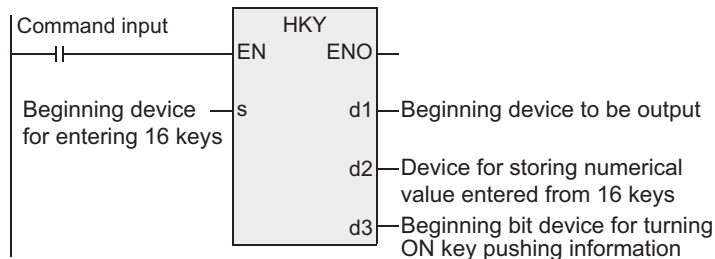 Command input
HKY
EN
ENO
Beginning device
for entering 16 keys
s
d1
Beginning device to be output
d2
Device for storing numerical
value entered from 16 keys
d3
Beginning bit device for turning
ON key pushing information